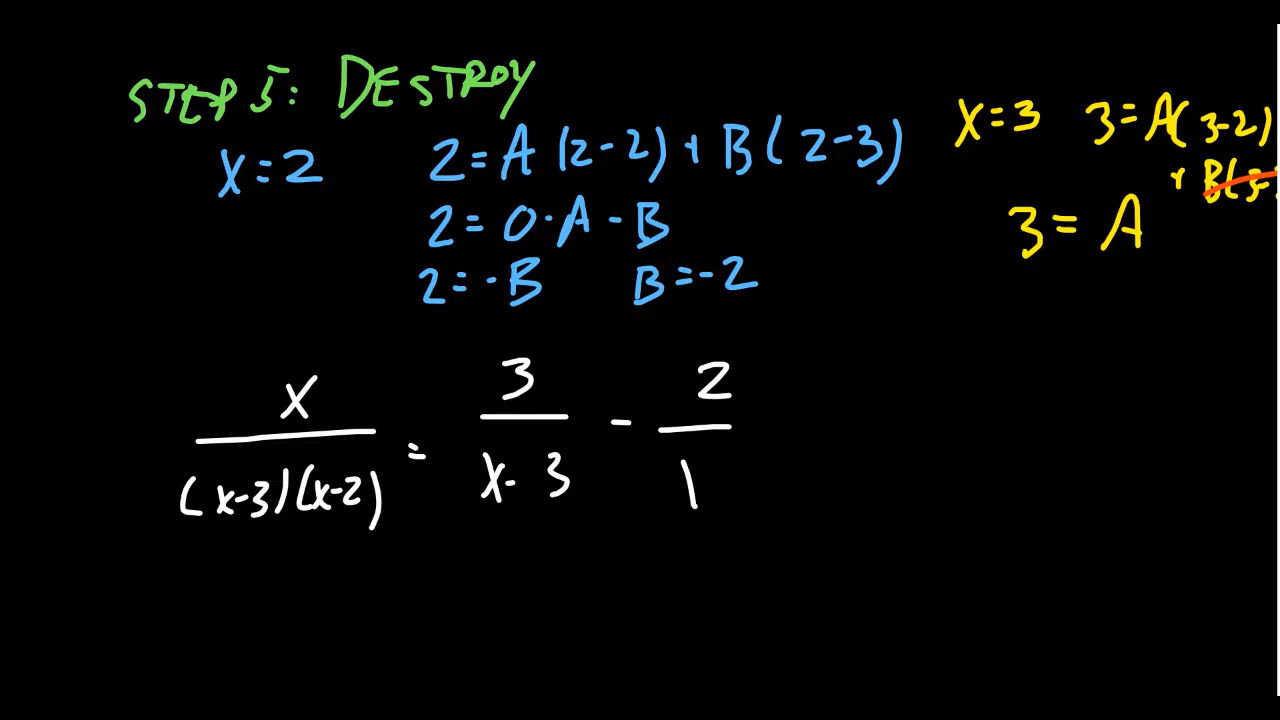 STEP 5: DESTROY
x=2 2=A(2-2)+B(2-3)
2=0·A-B
2=-B B=-2
x=3 3=A(3-2)
+B(3-
3=A
x/(x-3)(x-2) = 3/x-3 - 2/